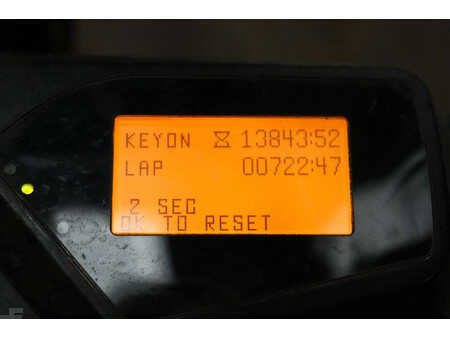 KEYON ⧖ 13843:52
LAP 00722:47
2 SEC
OK TO RESET